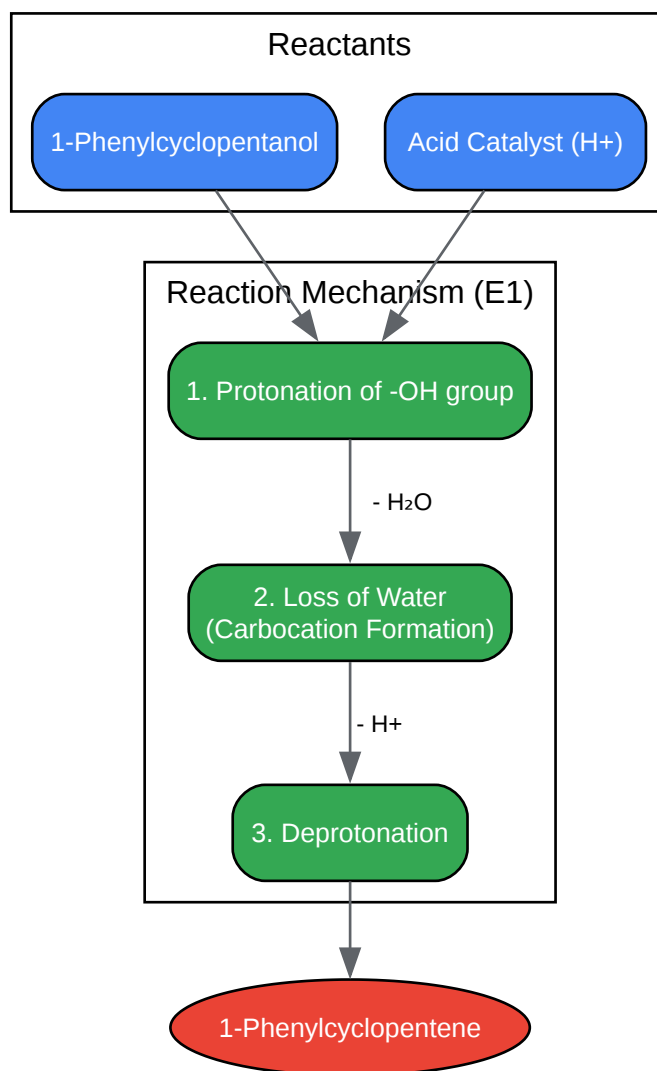 Reactants
1-Phenylcyclopentanol
Acid Catalyst (H+)
Reaction Mechanism (E1)
1. Protonation of -OH group
- H₂O
2. Loss of Water
(Carbocation Formation)
- H+
3. Deprotonation
1-Phenylcyclopentene